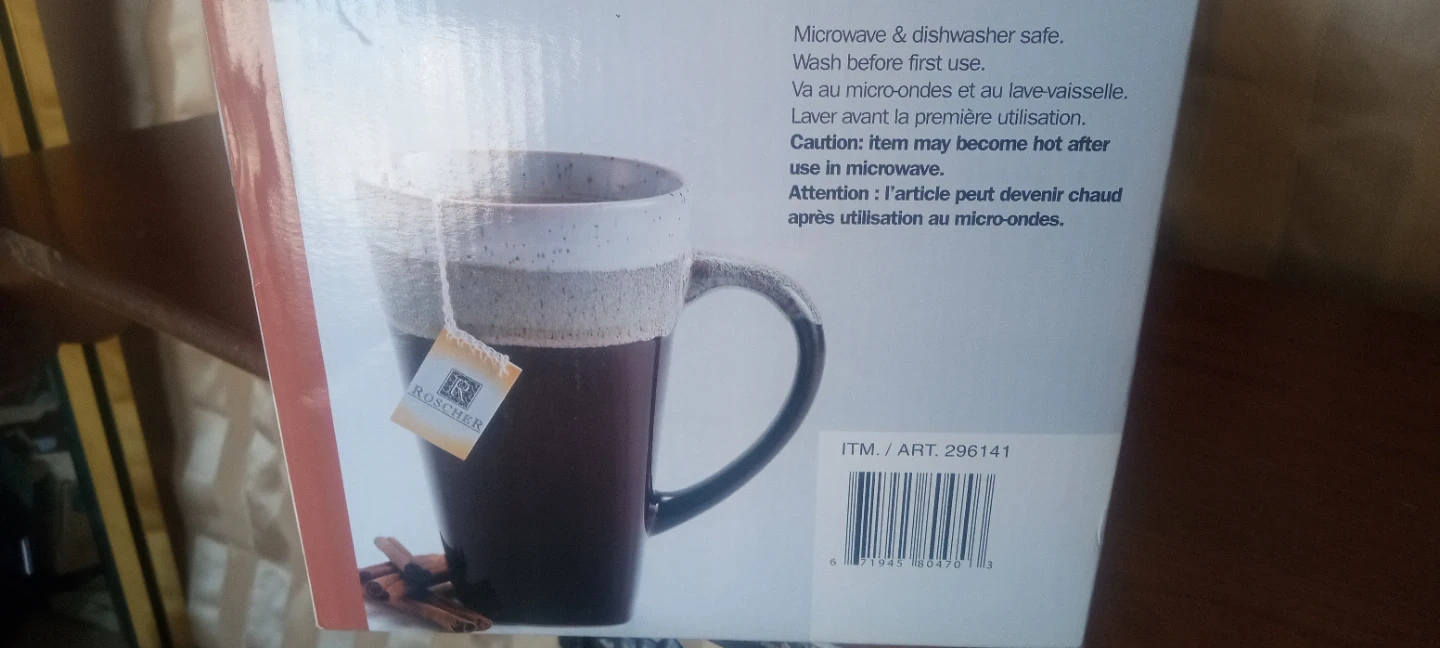 Microwave & dishwasher safe.
Wash before first use.
Va au micro-ondes et au lave-vaisselle.
Laver avant la première utilisation.
Caution: item may become hot after
use in microwave.
Attention : l'article peut devenir chaud
après utilisation au micro-ondes.
R
ROSCHER
ITM. / ART. 296141
6 71945 80470 3